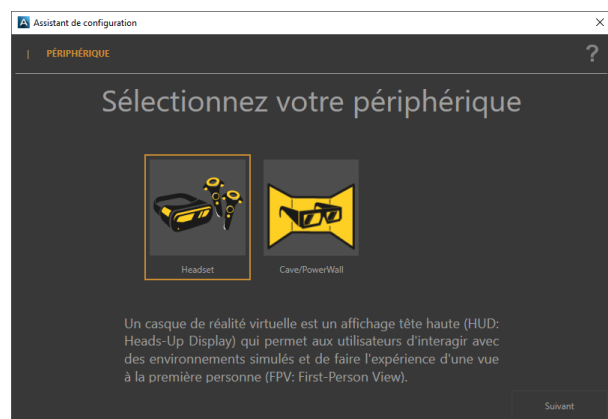 Assistant de configuration
| PÉRIPHÉRIQUE
?
Sélectionnez votre périphérique
Headset
Cave/PowerWall
Un casque de réalité virtuelle est un affichage tête haute (HUD:
Heads-Up Display) qui permet aux utilisateurs d'interagir avec
des environnements simulés et de faire l'expérience d'une vue
à la première personne (FPV: First-Person View).
Suivant